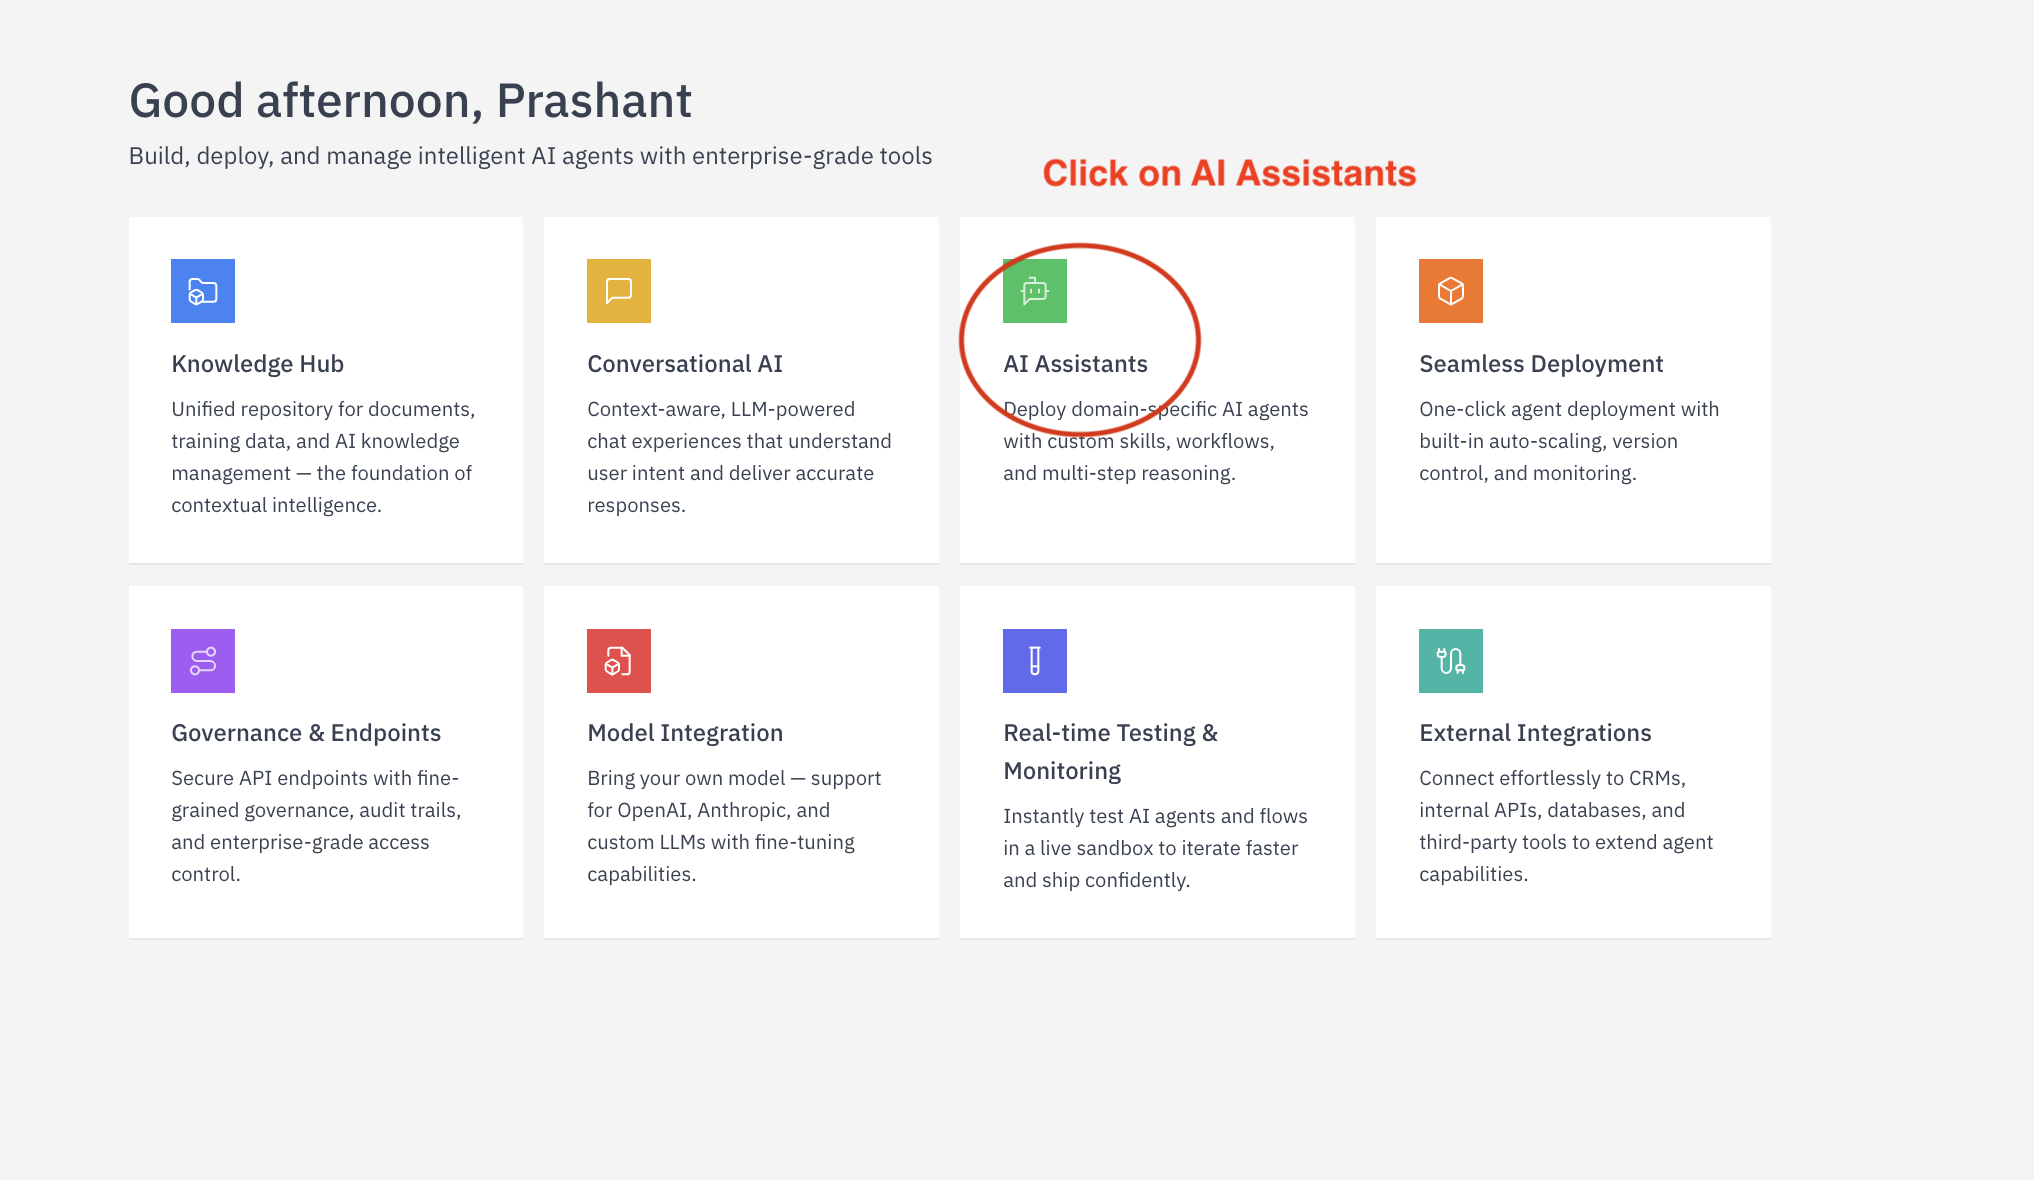 Good afternoon, Prashant
Build, deploy, and manage intelligent AI agents with enterprise-grade tools
Click on AI Assistants
Knowledge Hub
Unified repository for documents,
training data, and AI knowledge
management — the foundation of
contextual intelligence.
Conversational AI
Context-aware, LLM-powered
chat experiences that understand
user intent and deliver accurate
responses.
AI Assistants
Deploy domain-specific AI agents
with custom skills, workflows,
and multi-step reasoning.
Seamless Deployment
One-click agent deployment with
built-in auto-scaling, version
control, and monitoring.
Governance & Endpoints
Secure API endpoints with fine-
grained governance, audit trails,
and enterprise-grade access
control.
Model Integration
Bring your own model — support
for OpenAI, Anthropic, and
custom LLMs with fine-tuning
capabilities.
Real-time Testing &
Monitoring
Instantly test AI agents and flows
in a live sandbox to iterate faster
and ship confidently.
External Integrations
Connect effortlessly to CRMs,
internal APIs, databases, and
third-party tools to extend agent
capabilities.